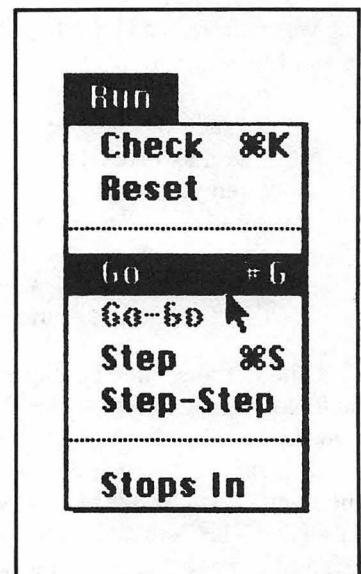 Run
Check ⌘K
Reset
Go ⌘G
Go-Go
Step ⌘S
Step-Step
Stops In